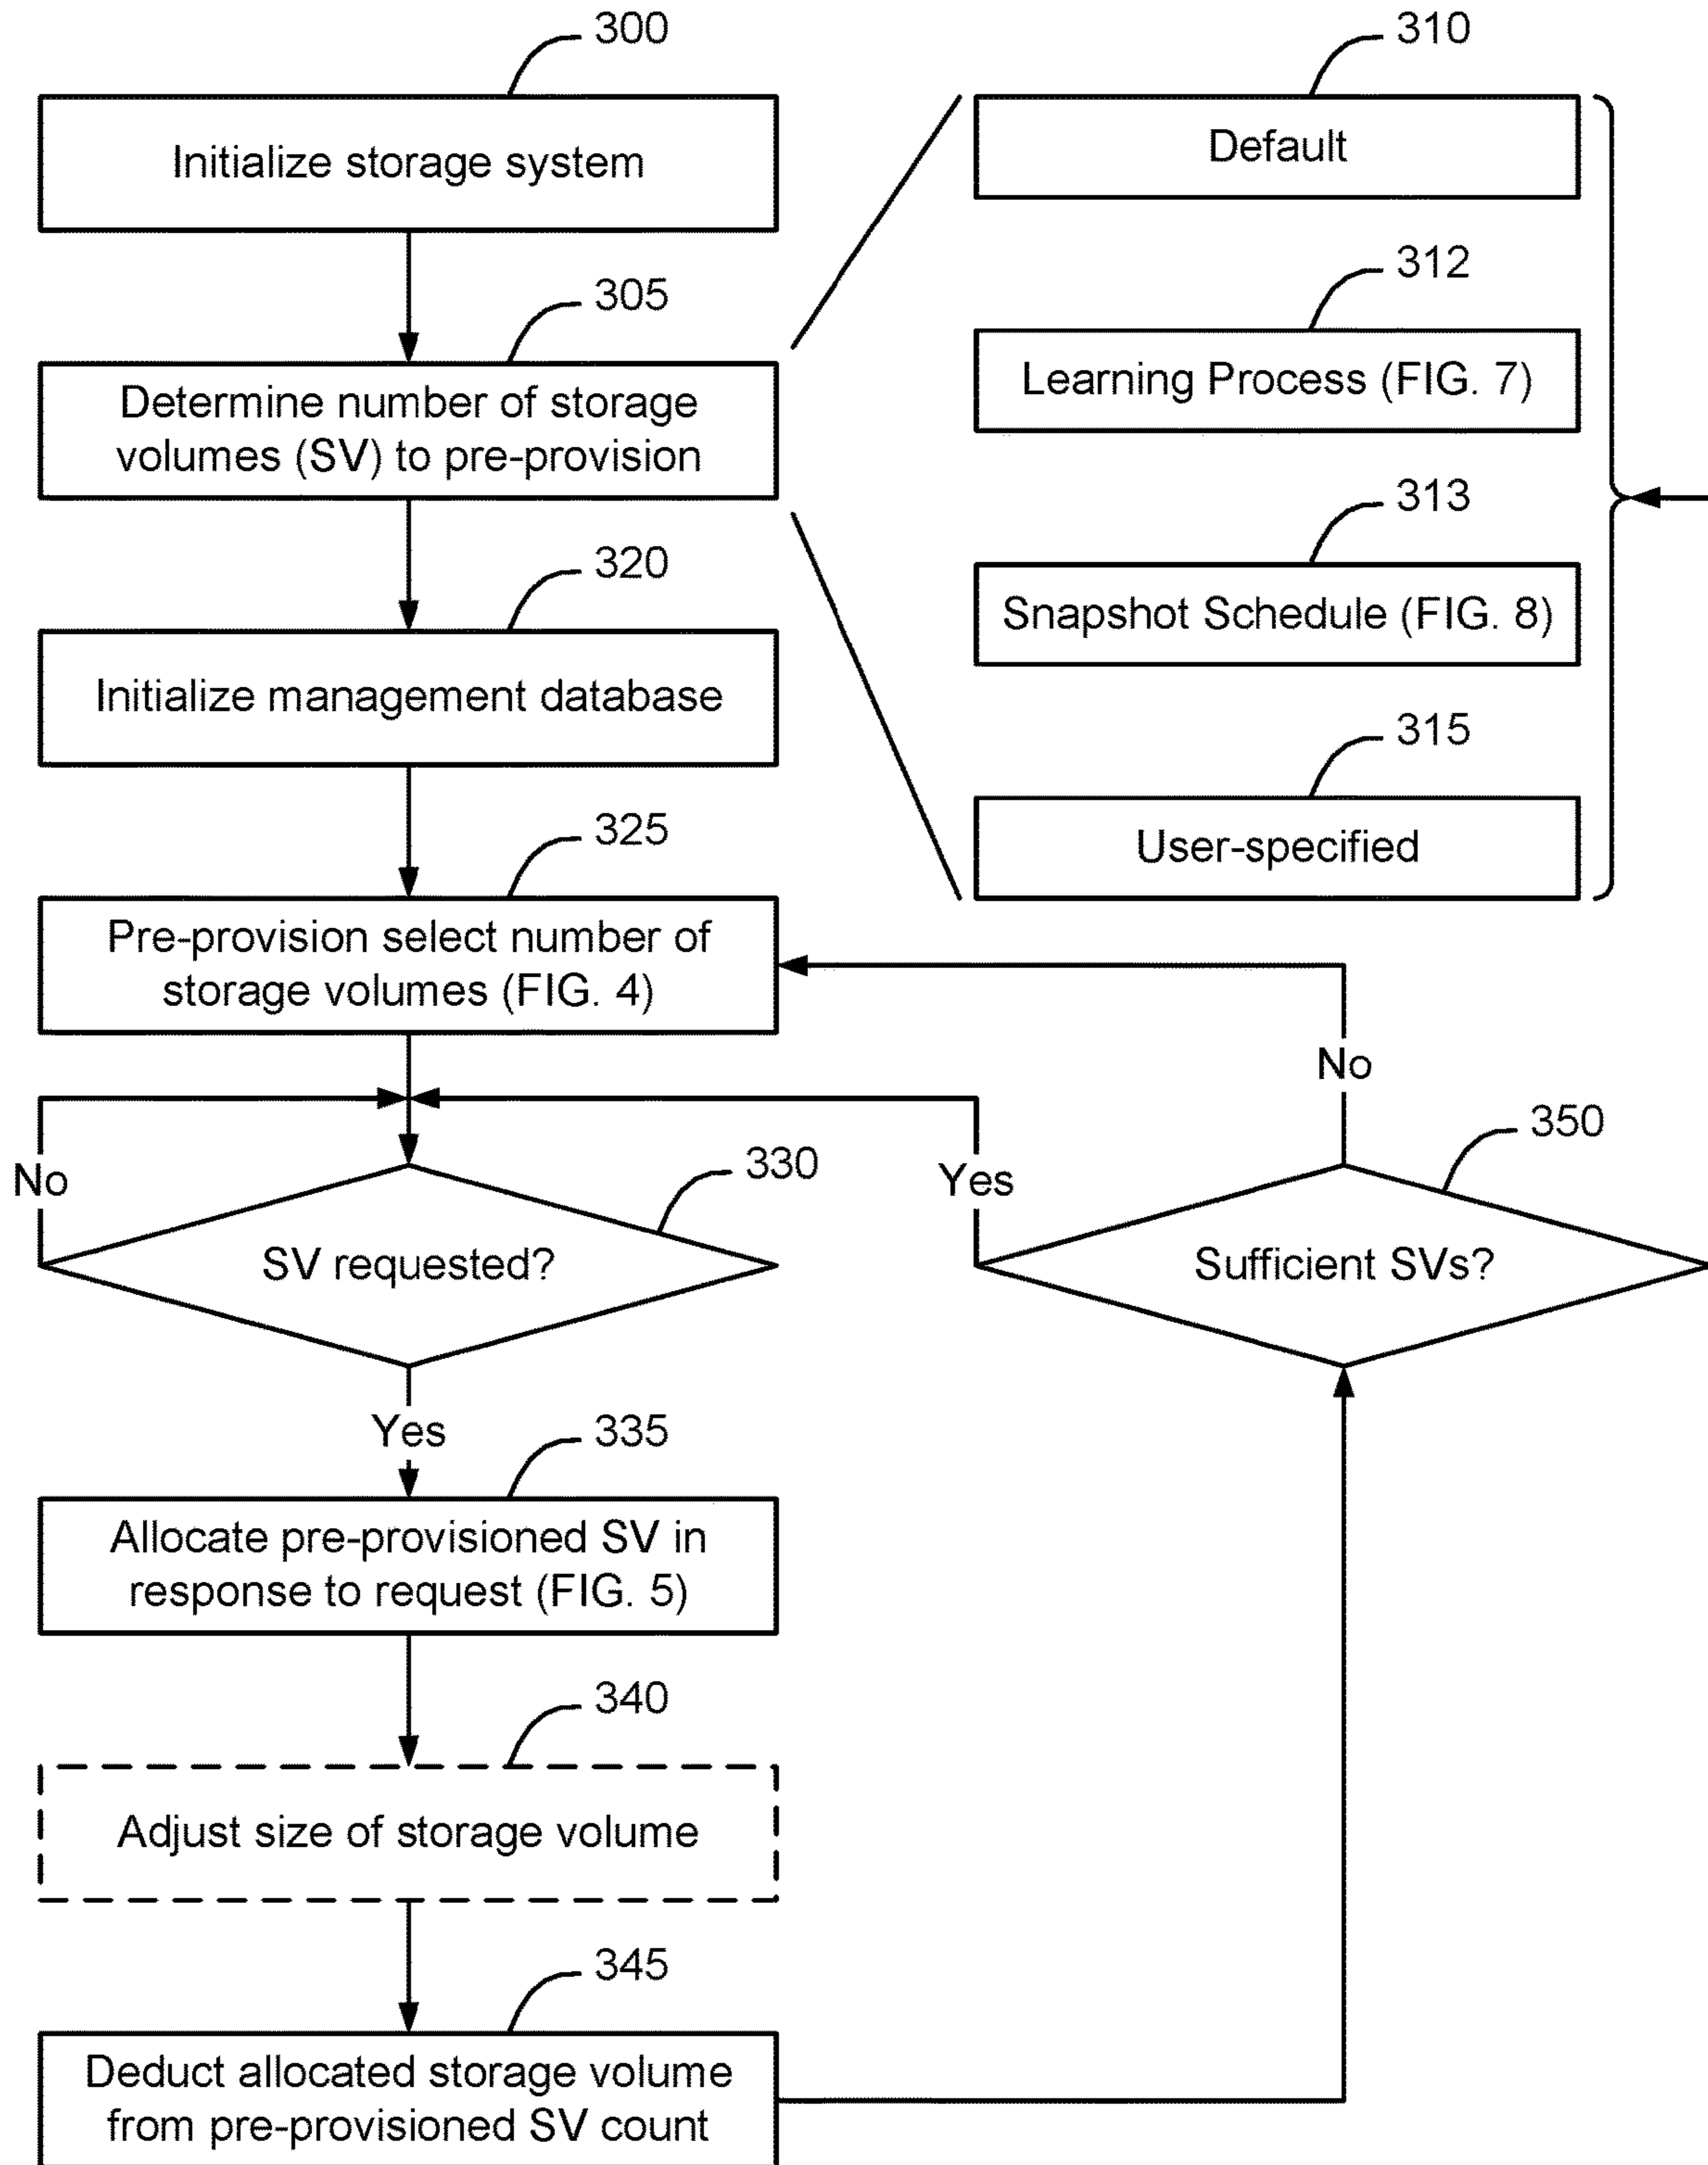 300
Initialize storage system
305
Determine number of storage
volumes (SV) to pre-provision
310
Default
312
Learning Process (FIG. 7)
313
Snapshot Schedule (FIG. 8)
315
User-specified
320
Initialize management database
325
Pre-provision select number of
storage volumes (FIG. 4)
No
330
SV requested?
Yes
335
Allocate pre-provisioned SV in
response to request (FIG. 5)
340
Adjust size of storage volume
345
Deduct allocated storage volume
from pre-provisioned SV count
350
Sufficient SVs?
Yes
No